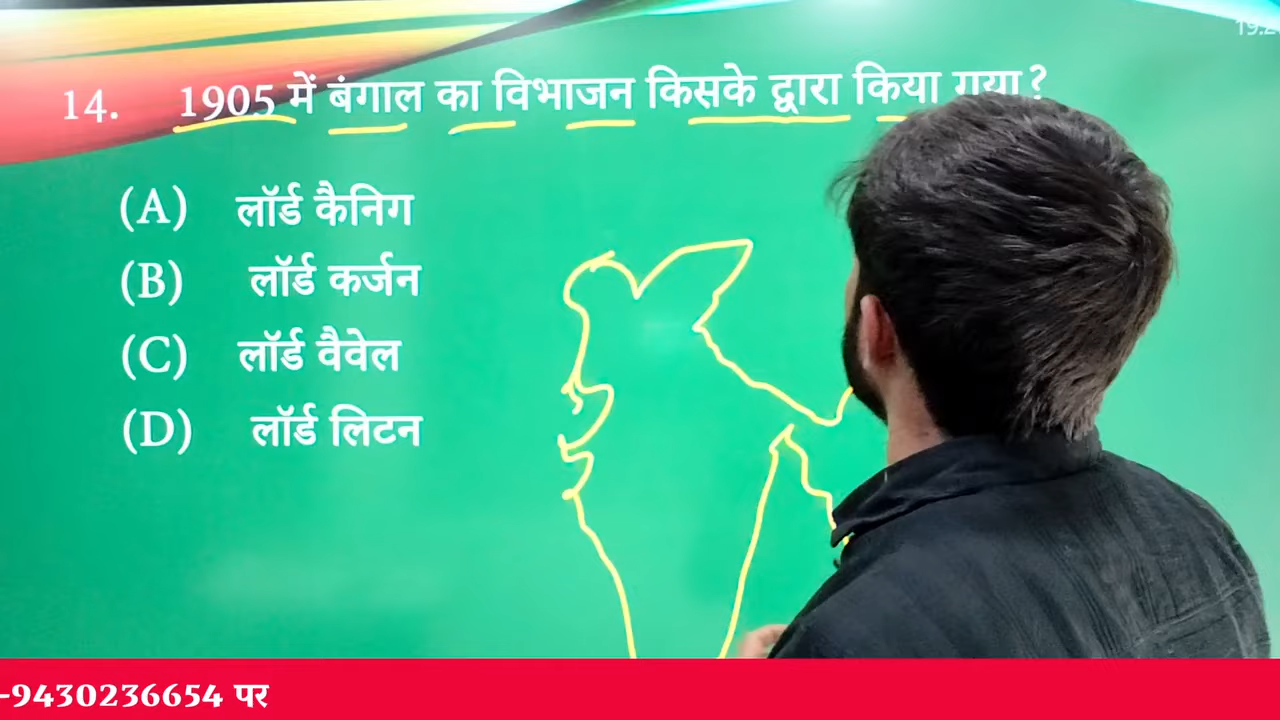 14. 1905 में बंगाल का विभाजन किसके द्वारा किया गया?
(A) लॉर्ड कैनिग
(B) लॉर्ड कर्जन
(C) लॉर्ड वैवेल
(D) लॉर्ड लिटन
-9430236654 पर